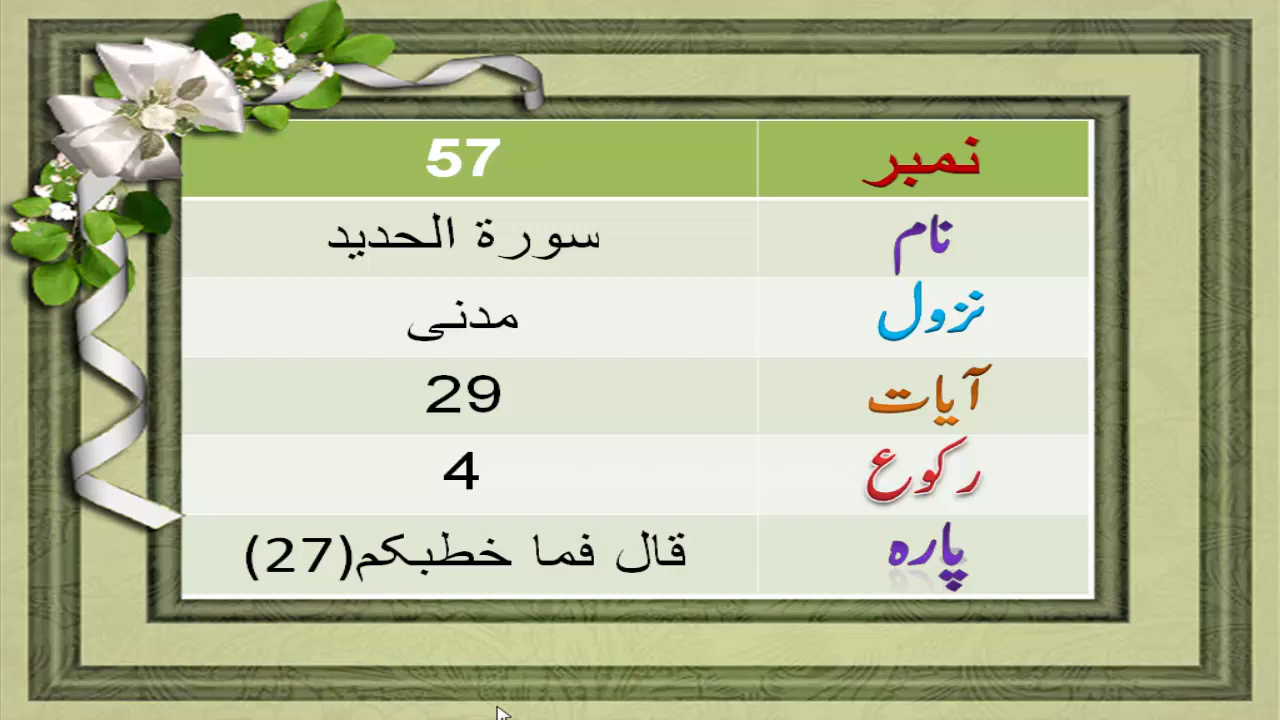 نمبر 57
نام سورة الحديد
نزول مدنی
آیات 29
رکوع 4
پارہ قال فما خطبکم(27)